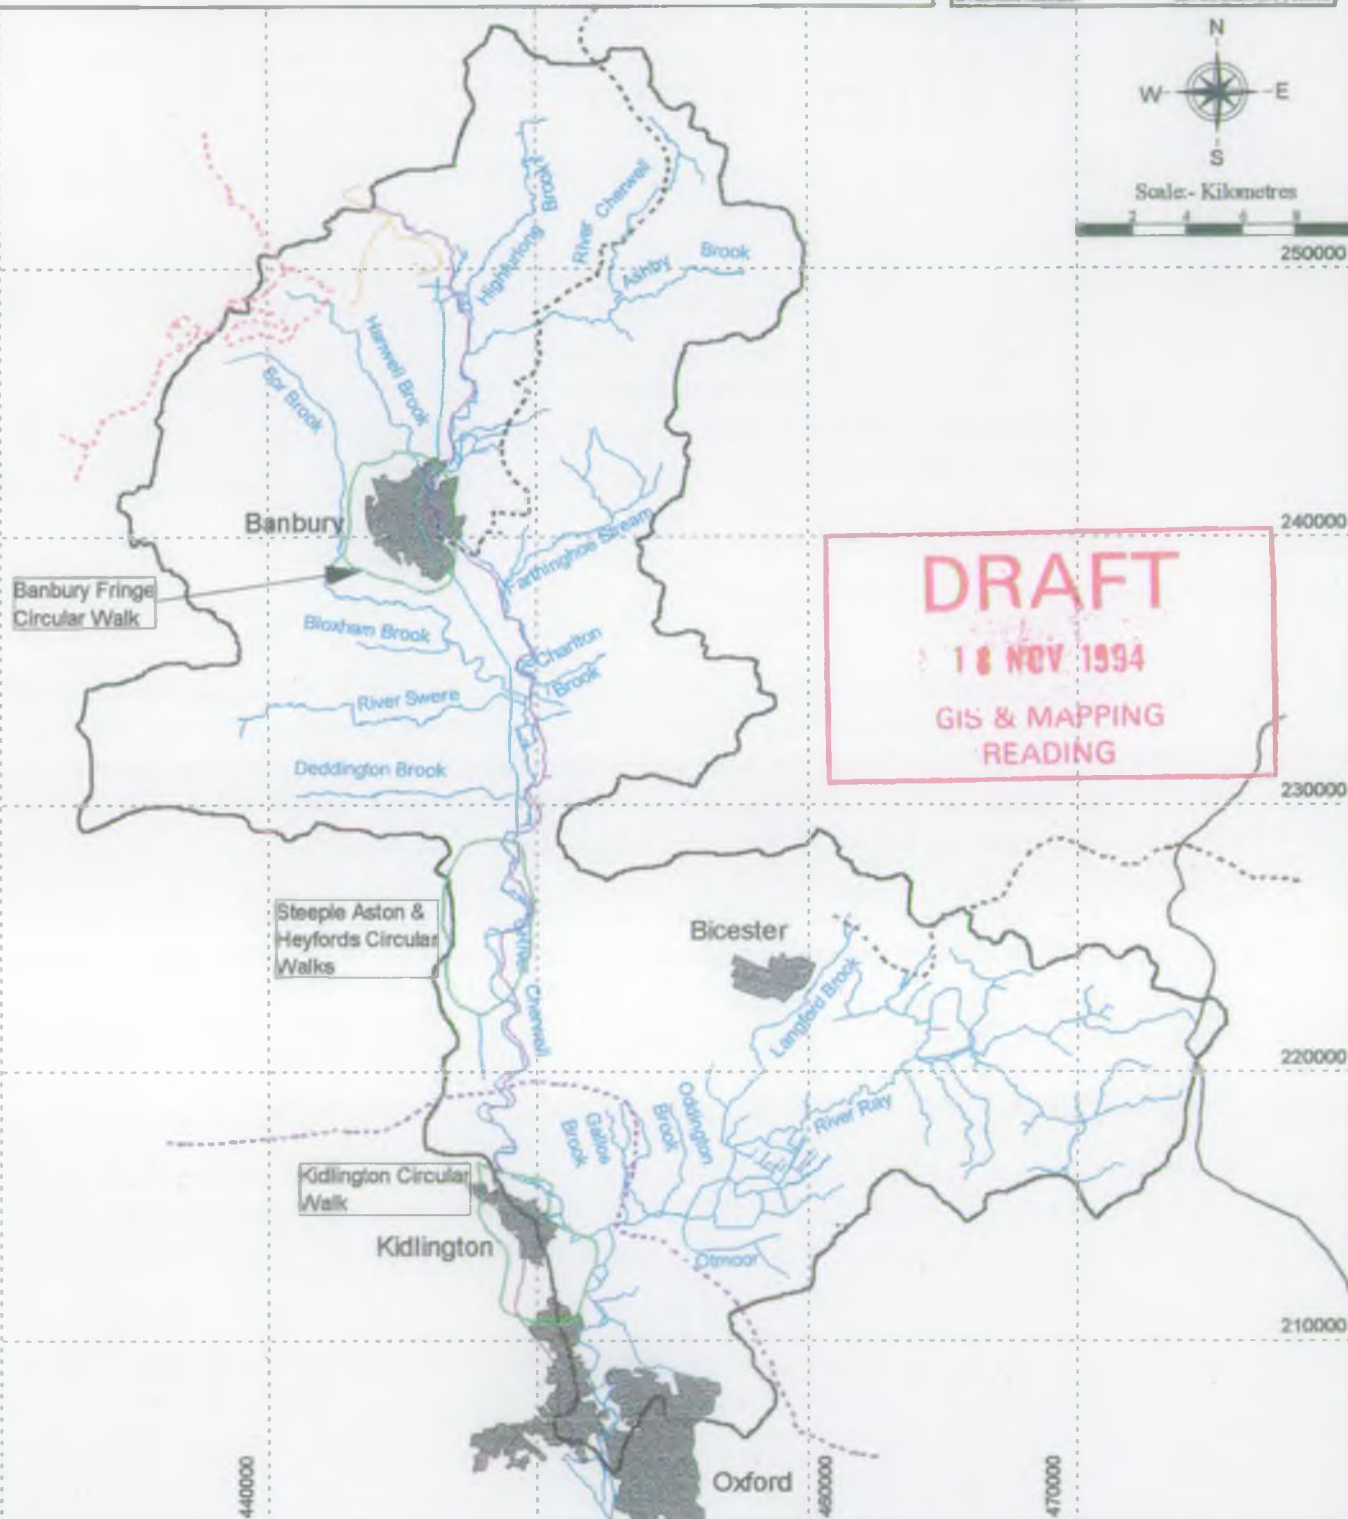 N
W
E
S
Scale:- Kilometres
2 4 6 8
250000
Highfurlong Brook
River Cherwell
Ashby Brook
Hanwell Brook
Sor Brook
Banbury
240000
Farthinghoe Stream
DRAFT
18 NOV 1994
GIS & MAPPING
READING
Banbury Fringe
Circular Walk
Bloxham Brook
Charlton
Brook
River Swere
Deddington Brook
230000
Steeple Aston &
Heyfords Circular
Walks
Bicester
River Cherwell
Langford Brook
220000
Oddington
Brook
River Ray
Gallos
Brook
Kidlington Circular
Walk
Kidlington
Otmoor
210000
Oxford
440000
460000
470000